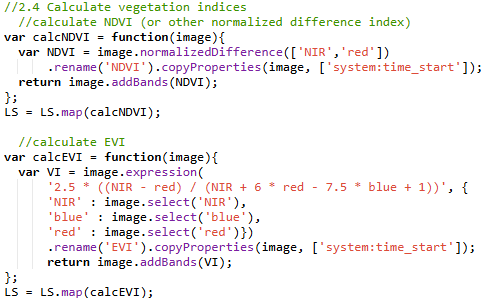 //2.4 Calculate vegetation indices
  //calculate NDVI (or other normalized difference index)
var calcNDVI = function(image){
  var NDVI = image.normalizedDifference(['NIR','red'])
      .rename('NDVI').copyProperties(image, ['system:time_start']);
  return image.addBands(NDVI);
};
LS = LS.map(calcNDVI);

  //calculate EVI
var calcEVI = function(image){
  var VI = image.expression(
      '2.5 * ((NIR - red) / (NIR + 6 * red - 7.5 * blue + 1))', {
      'NIR' : image.select('NIR'),
      'blue' : image.select('blue'),
      'red' : image.select('red')})
      .rename('EVI').copyProperties(image, ['system:time_start']);
      return image.addBands(VI);
};
LS = LS.map(calcEVI);